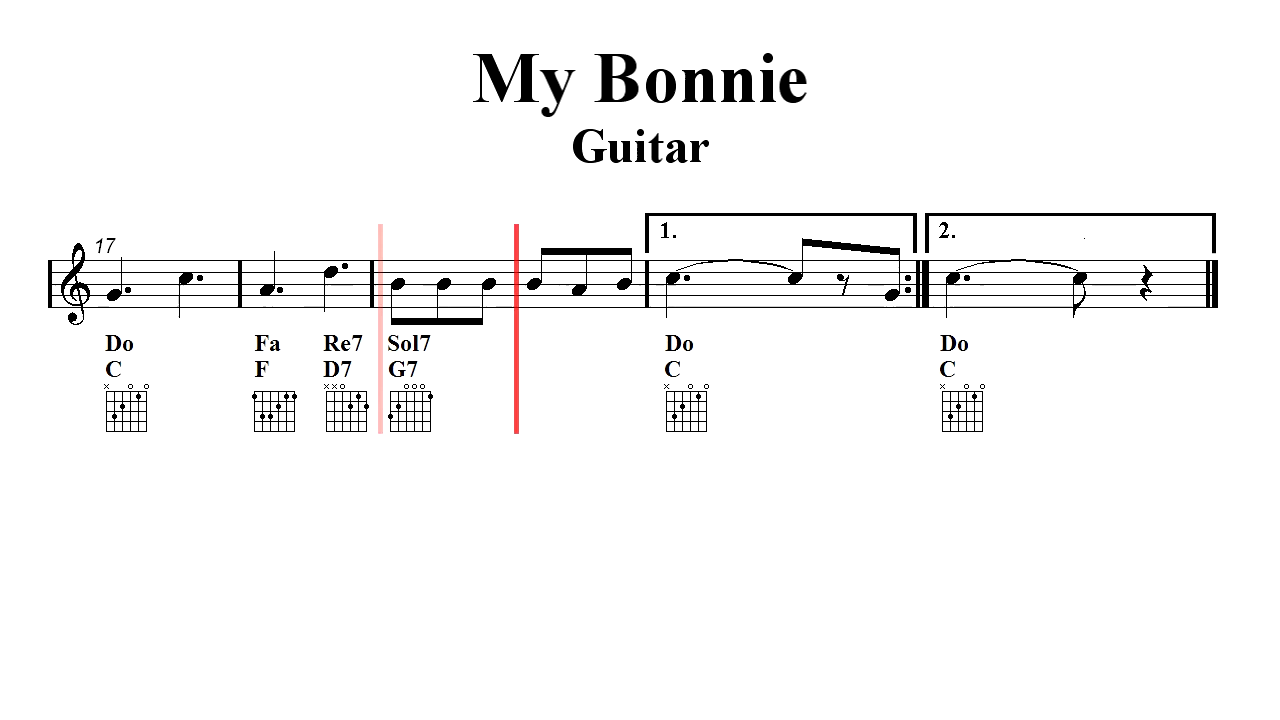 My Bonnie
Guitar
17
1.
2.
Do Fa Re7 Sol7 Do Do
C F D7 G7 C C